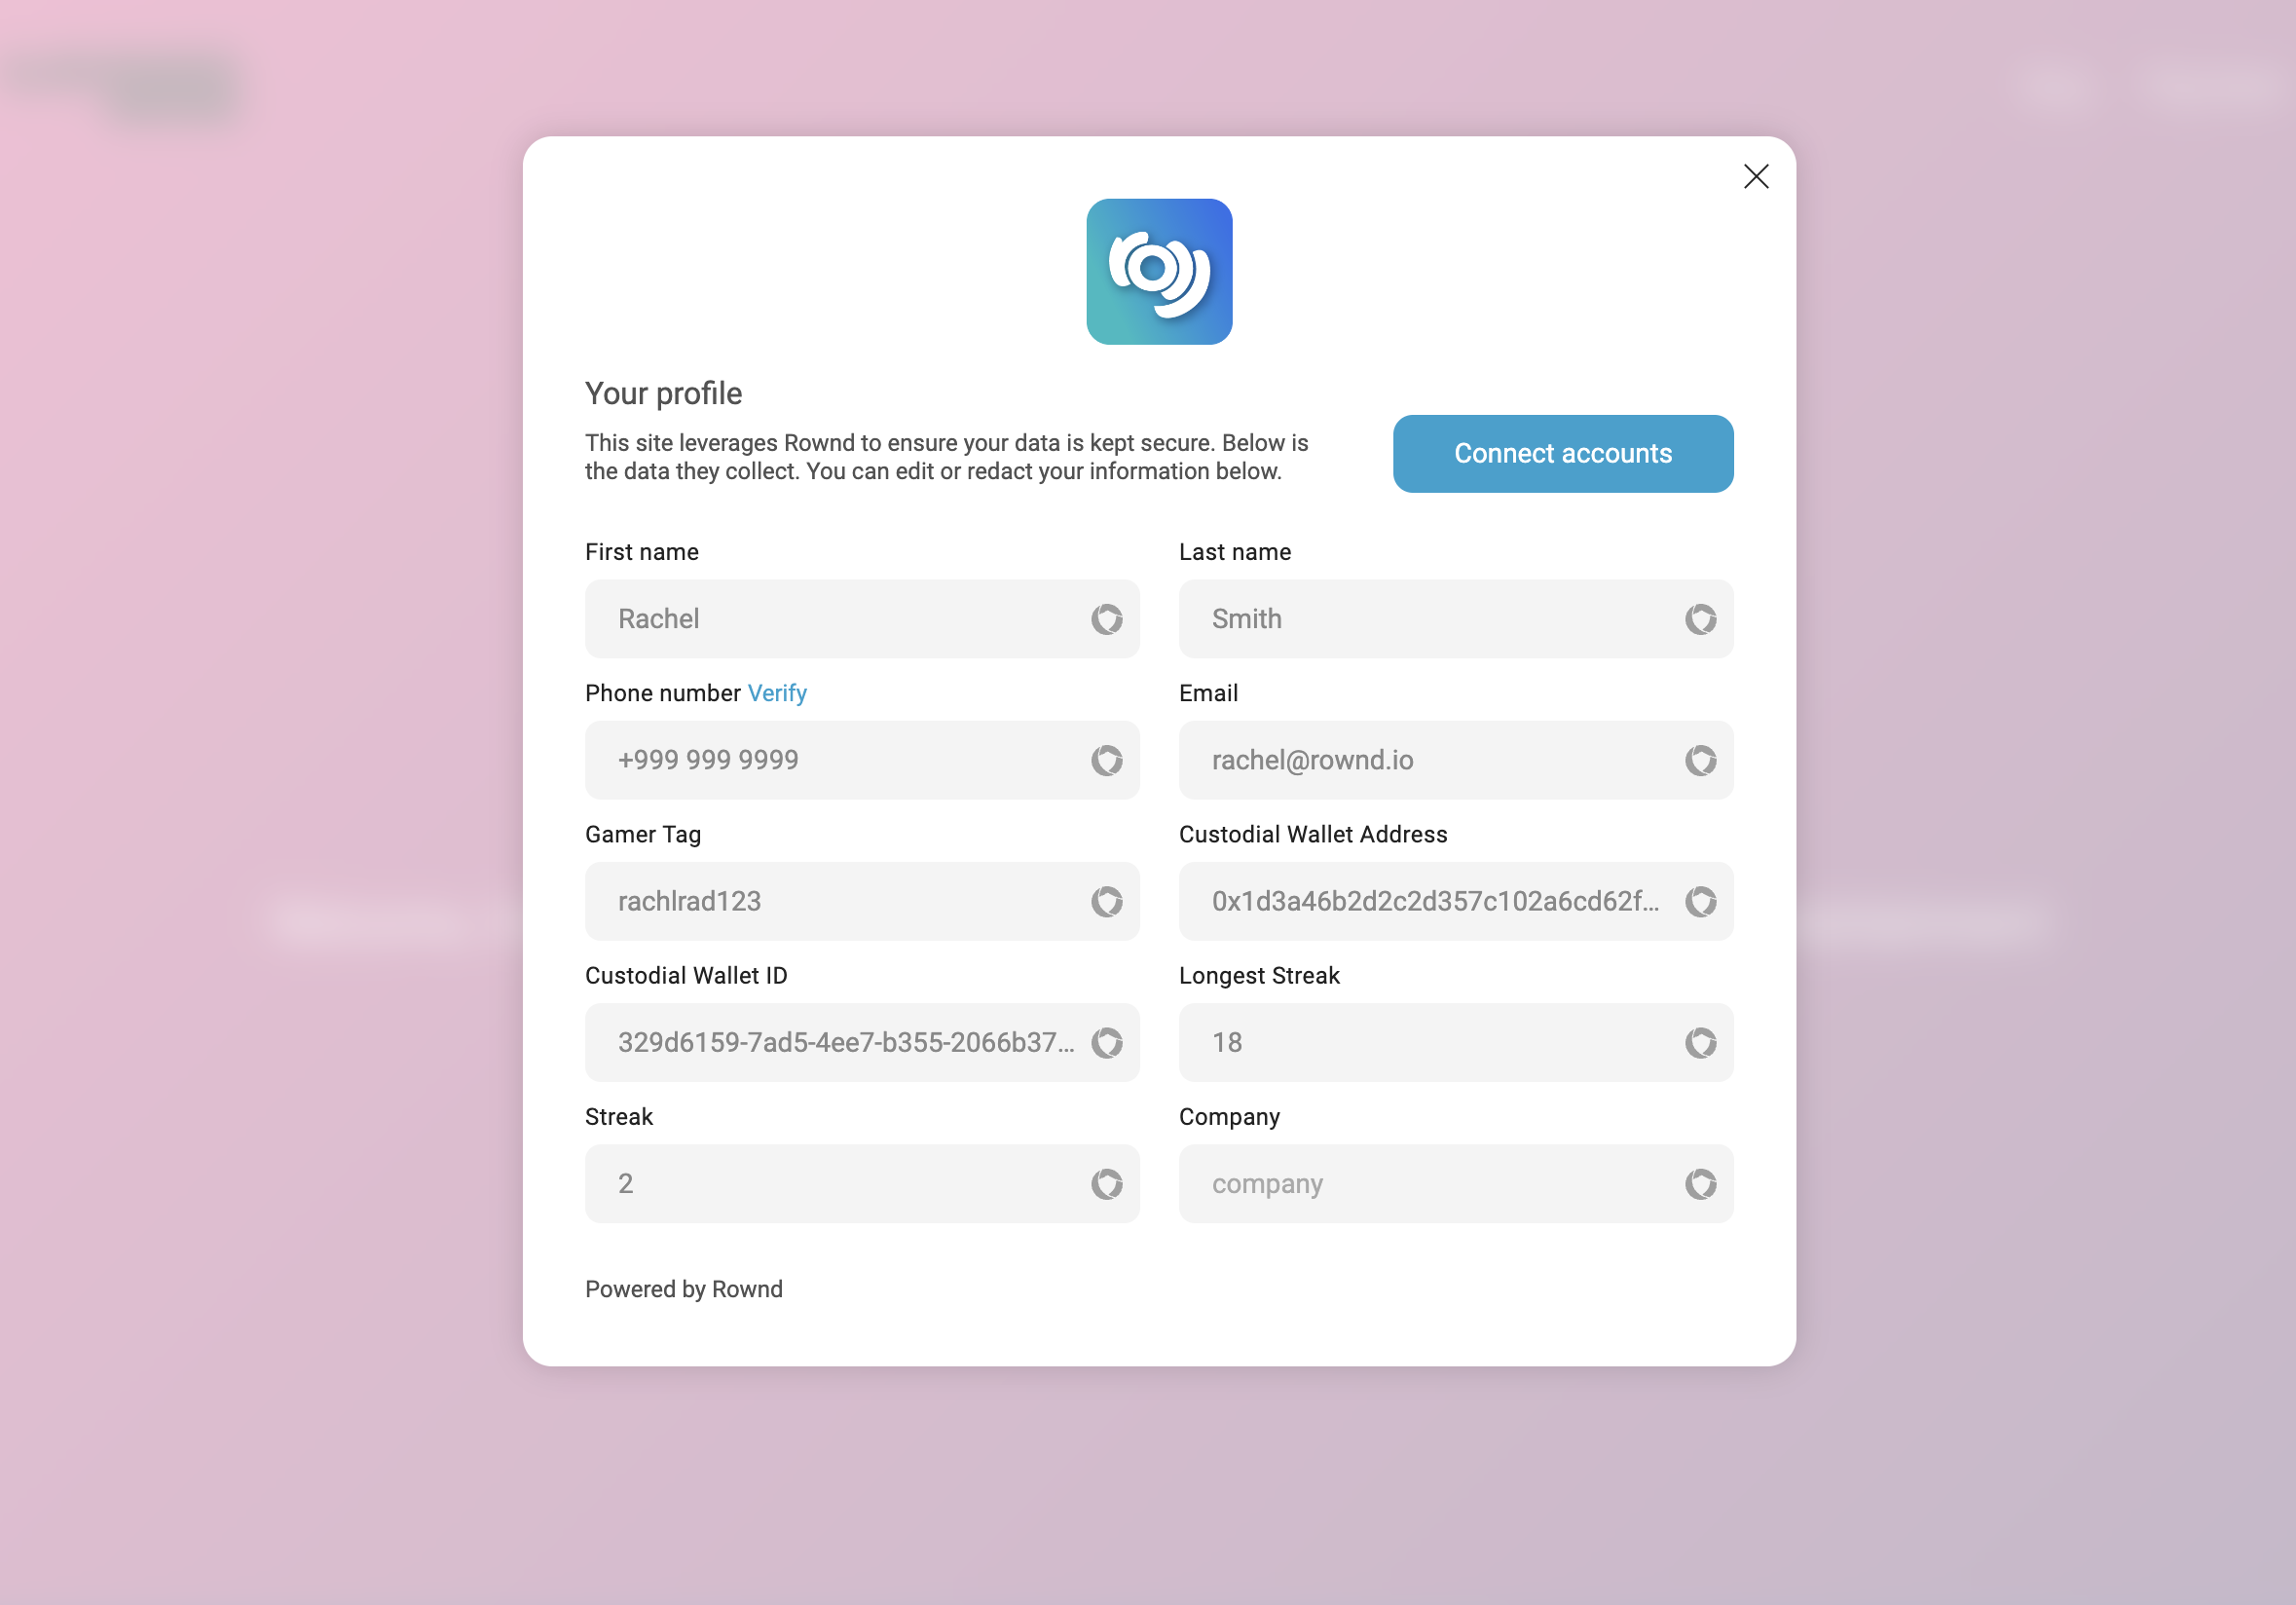 Your profile
This site leverages Rownd to ensure your data is kept secure. Below is
the data they collect. You can edit or redact your information below.
Connect accounts
First name
Last name
Rachel
Smith
Phone number Verify
Email
+999 999 9999
rachel@rownd.io
Gamer Tag
Custodial Wallet Address
rachlrad123
0x1d3a46b2d2c2d357c102a6cd62f...
Custodial Wallet ID
Longest Streak
329d6159-7ad5-4ee7-b355-2066b37...
18
Streak
Company
2
company
Powered by Rownd